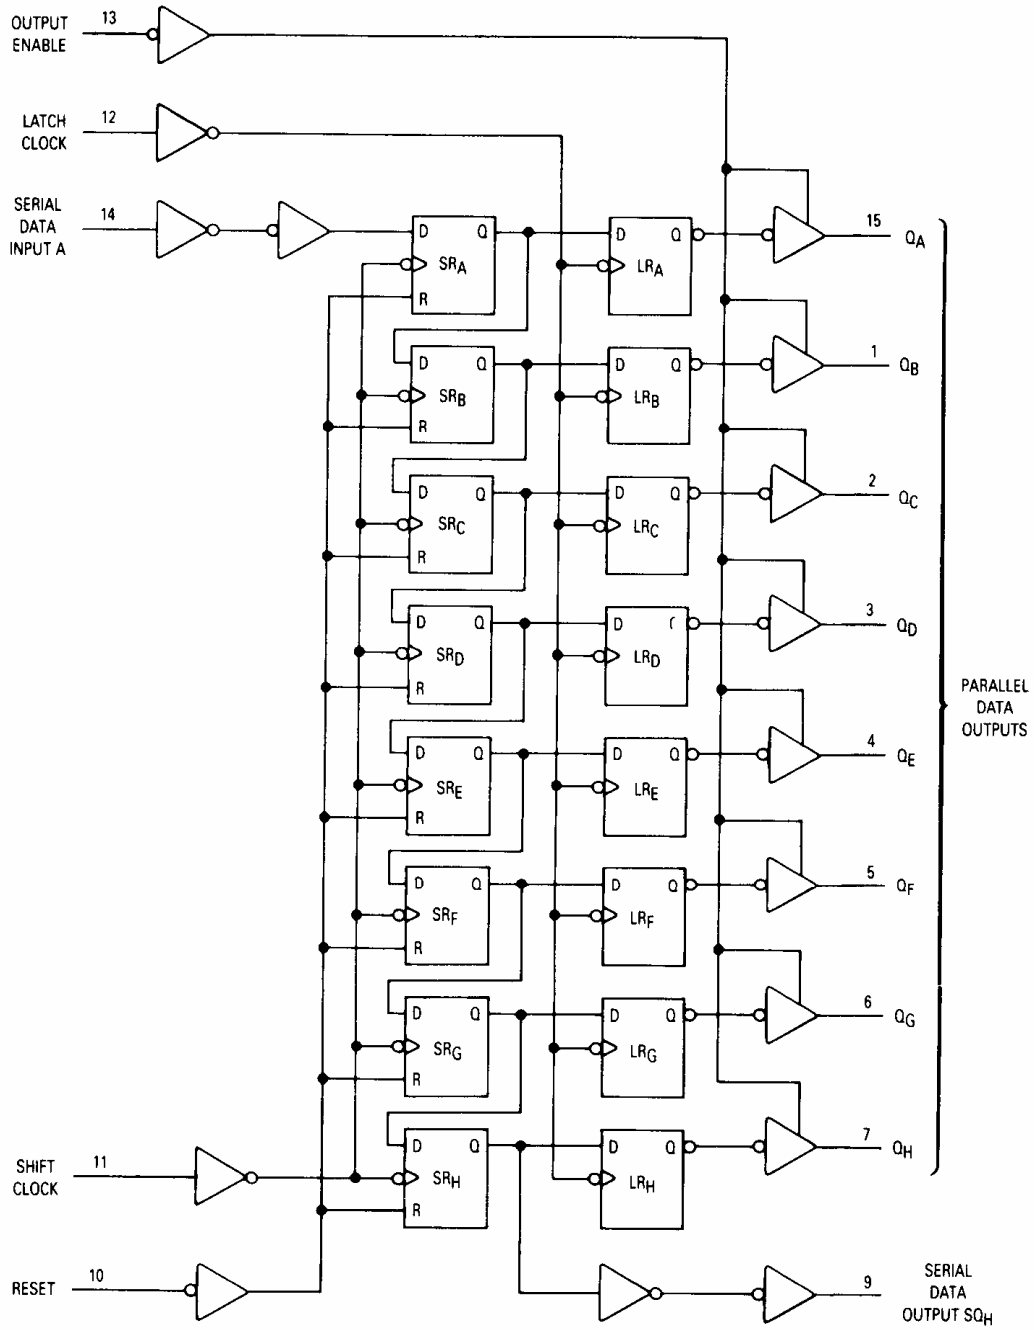 OUTPUT ENABLE 13
LATCH CLOCK 12
SERIAL DATA INPUT A 14
D Q SRA R
D Q LRA
15 QA
D Q SRB R
D Q LRB
1 QB
D Q SRC R
D Q LRC
2 QC
D Q SRD R
D LRD
3 QD
D Q SRE R
D Q LRE
4 QE
D Q SRF R
D Q LRF
5 QF
D Q SRG R
D Q LRG
6 QG
D Q SRH R
D Q LRH
7 QH
PARALLEL
DATA
OUTPUTS
SHIFT CLOCK 11
RESET 10
9 SERIAL DATA OUTPUT SQH